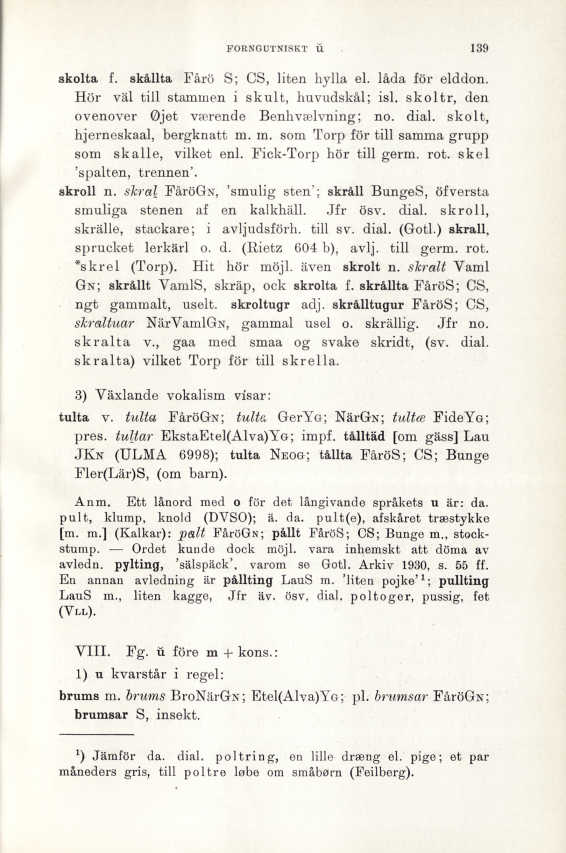 FORNGUTNISKT ŭ 139
skolta f. skållta Fårö S; CS, liten hylla el. låda för elddon.
Hör väl till stammen i skult, huvudskål; isl. skoltr, den
ovenover Øjet værende Benhvælvning; no. dial. skolt,
hjerneskaal, bergknatt m. m. som Torp för till samma grupp
som skalle, vilket enl. Fick-Torp hör till germ. rot. skel
'spalten, trennen'.
skroll n. skral FåröGN, 'smulig sten'; skråll BungeS, öfversta
smuliga stenen af en kalkhäll. Jfr ösv. dial. skroll,
skrälle, stackare; i avljudsförh. till sv. dial. (Gotl.) skrall,
sprucket lerkärl o. d. (Rietz 604 b), avlj. till germ. rot.
*skrel (Torp). Hit hör möjl. även skrolt n. skralt Vaml
GN; skrållt VamlS, skräp, ock skrolta f. skrållta FåröS; CS,
ngt gammalt, uselt. skroltugr adj. skrålltugur FåröS; CS,
skraltuar NärVamlGN, gammal usel o. skrällig. Jfr no.
skralta v., gaa med smaa og svake skridt, (sv. dial.
skralta) vilket Torp för till skrella.
3) Växlande vokalism visar:
tulta v. tulta FåröGN; tulta GerYG; NärGN; tultæ FideYG;
pres. tultar EkstaEtel(Alva)YG; impf. tålltäd [om gäss] Lau
JKN (ULMA 6998); tulta NEOG; tållta FåröS; CS; Bunge
Fler(Lär)S, (om barn).
Anm. Ett lånord med o för det långivande språkets u är: da.
pult, klump, knold (DVSO); ä. da. pult(e), afskåret træstykke
[m. m.] (Kalkar): palt FåröGN; pållt FåröS; CS; Bunge m., stock-
stump. — Ordet kunde dock möjl. vara inhemskt att döma av
avledn. pylting, 'sälspäck', varom se Gotl. Arkiv 1930, s. 55 ff.
En annan avledning är pållting LauS m. 'liten pojke'¹; pullting
LauS m., liten kagge, Jfr äv. ösv. dial. poltoger, pussig, fet
(VLL).
VIII. Fg. ŭ före m + kons.:
1) u kvarstår i regel:
brums m. brums BroNärGN; Etel(Alva)YG; pl. brumsar FåröGN;
brumsar S, insekt.
¹) Jämför da. dial. poltring, en lille dræng el. pige; et par
måneders gris, till poltre løbe om småbørn (Feilberg).